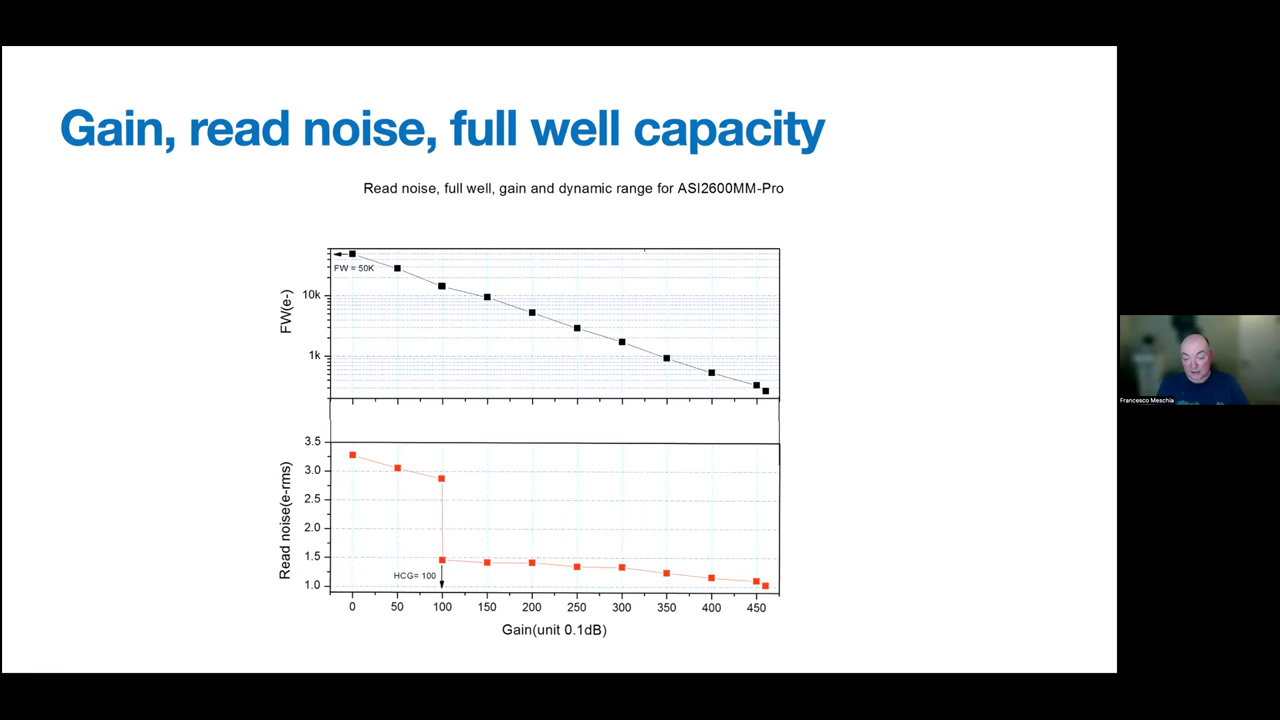 Gain, read noise, full well capacity
Read noise, full well, gain and dynamic range for ASI2600MM-Pro
FW = 50K
10k
1k
FW(e-)
3.5
3.0
2.5
2.0
1.5
1.0
Read noise(e-rms)
HCG= 100
0 50 100 150 200 250 300 350 400 450
Gain(unit 0.1dB)
Francesco Meschia